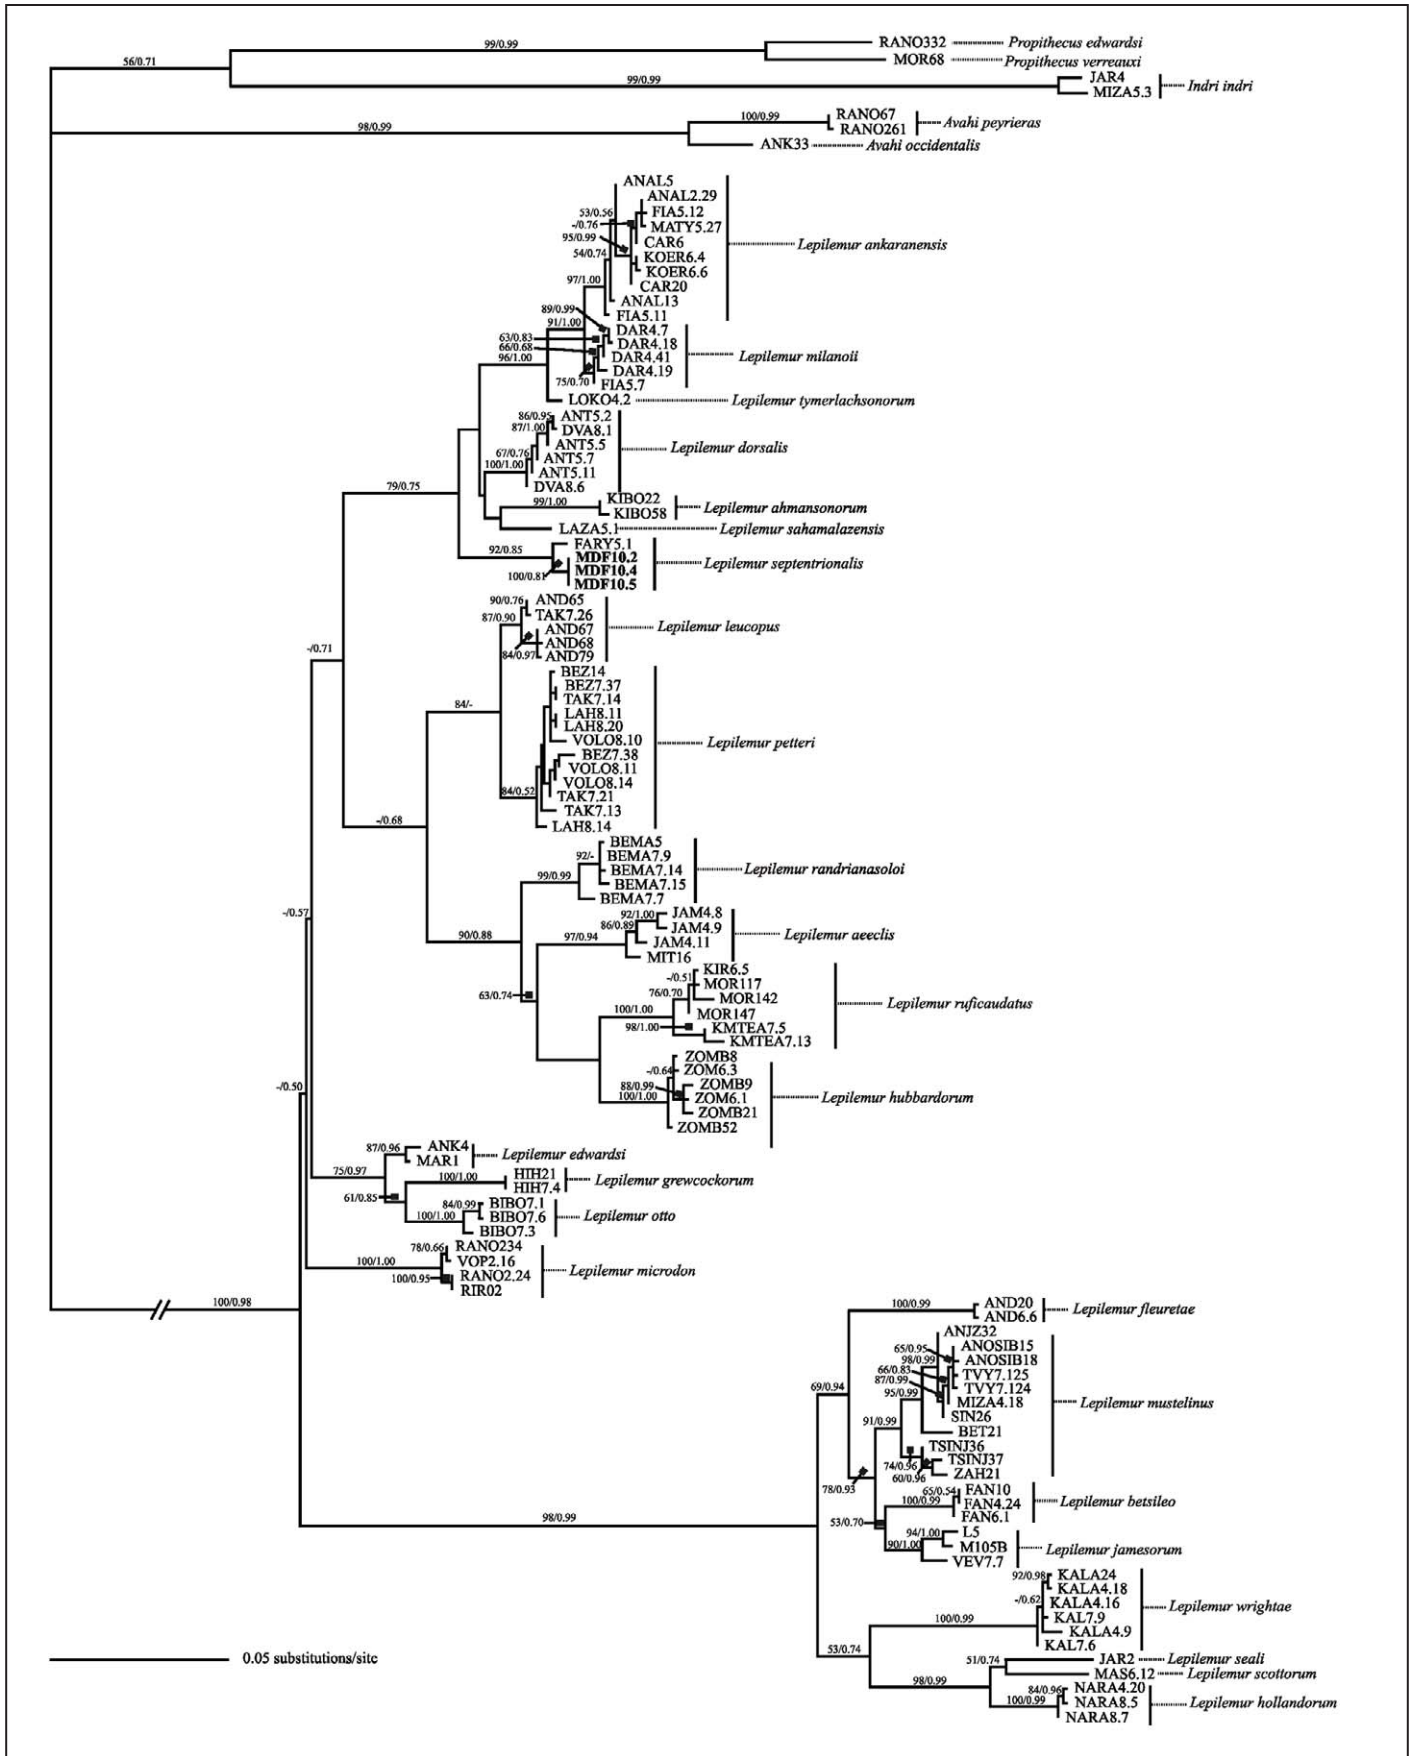 99/0.99
RANO332
Propithecus edwardsi
56/0.71
MOR68
Propithecus verreauxi
99/0.99
JAR4
MIZA5.3
Indri indri
100/0.99
RANO67
RANO261
Avahi peyrieras
98/0.99
ANK33
Avahi occidentalis
ANAL5
ANAL2.29
53/0.56
FIA5.12
-/0.76
MATY5.27
95/0.99
CAR6
Lepilemur ankaranensis
54/0.74
KOER6.4
KOER6.6
97/1.00
CAR20
ANAL13
89/0.99
FIA5.11
91/1.00
DAR4.7
63/0.83
DAR4.18
66/0.68
DAR4.41
Lepilemur milanoii
96/1.00
DAR4.19
75/0.70
FIA5.7
LOKO4.2
Lepilemur tymerlachsonorum
86/0.95
ANT5.2
87/1.00
DVA8.1
ANT5.5
Lepilemur dorsalis
67/0.76
ANT5.7
100/1.00
ANT5.11
79/0.75
DVA8.6
99/1.00
KIBO22
KIBO58
Lepilemur ahmansonorum
LAZA5.1
Lepilemur sahamalazensis
92/0.85
FARY5.1
MDF10.2
Lepilemur septentrionalis
MDF10.4
100/0.81
MDF10.5
90/0.76
AND65
87/0.90
TAK7.26
AND67
Lepilemur leucopus
AND68
84/0.97
AND79
-/0.71
BEZ14
BEZ7.37
TAK7.14
84/-
LAH8.11
LAH8.20
VOLO8.10
Lepilemur petteri
BEZ7.38
VOLO8.11
VOLO8.14
84/0.52
TAK7.21
TAK7.13
-/0.68
LAH8.14
BEMA5
92/-
BEMA7.9
BEMA7.14
Lepilemur randrianasoloi
99/0.99
BEMA7.15
BEMA7.7
-/0.57
92/1.00
JAM4.8
86/0.89
JAM4.9
Lepilemur aeeclis
90/0.88
97/0.94
JAM4.11
MIT16
KIR6.5
-/0.51
MOR117
63/0.74
76/0.70
MOR142
Lepilemur ruficaudatus
100/1.00
MOR147
98/1.00
KMTEA7.5
KMTEA7.13
ZOMB8
-/0.64
ZOM6.3
-/0.50
88/0.99
ZOMB9
100/1.00
ZOM6.1
Lepilemur hubbardorum
ZOMB21
ZOMB52
87/0.96
ANK4
MAR1
Lepilemur edwardsi
75/0.97
100/1.00
HIH21
HIH7.4
Lepilemur grewcockorum
61/0.85
84/0.99
BIBO7.1
100/1.00
BIBO7.6
Lepilemur otto
BIBO7.3
78/0.66
RANO234
100/1.00
VOP2.16
Lepilemur microdon
100/0.95
RANO2.24
RIR02
100/0.98
100/0.99
AND20
AND6.6
Lepilemur fleuretae
ANJZ32
65/0.95
ANOSIB15
98/0.99
ANOSIB18
66/0.83
TVY7.125
87/0.99
TVY7.124
69/0.94
95/0.99
MIZA4.18
Lepilemur mustelinus
SIN26
91/0.99
BET21
TSINJ36
74/0.96
TSINJ37
60/0.96
ZAH21
78/0.93
65/0.54
FAN10
100/0.99
FAN4.24
Lepilemur betsileo
FAN6.1
53/0.70
94/1.00
L5
90/1.00
M105B
Lepilemur jamesorum
VEV7.7
98/0.99
92/0.98
KALA24
KALA4.18
-/0.62
KALA4.16
Lepilemur wrightae
100/0.99
KAL7.9
KALA4.9
KAL7.6
53/0.74
51/0.74
JAR2
Lepilemur seali
MAS6.12
Lepilemur scottorum
98/0.99
84/0.96
NARA4.20
100/0.99
NARA8.5
Lepilemur hollandorum
NARA8.7
0.05 substitutions/site